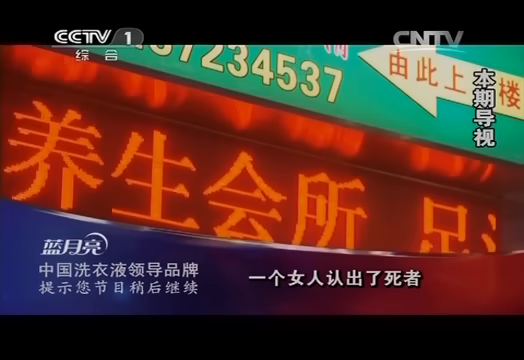 CCTV 1
综合
CNTV
37234537
由此上楼
本期导视
养生会所 足
蓝月亮
中国洗衣液领导品牌
提示您节目稍后继续
一个女人认出了死者